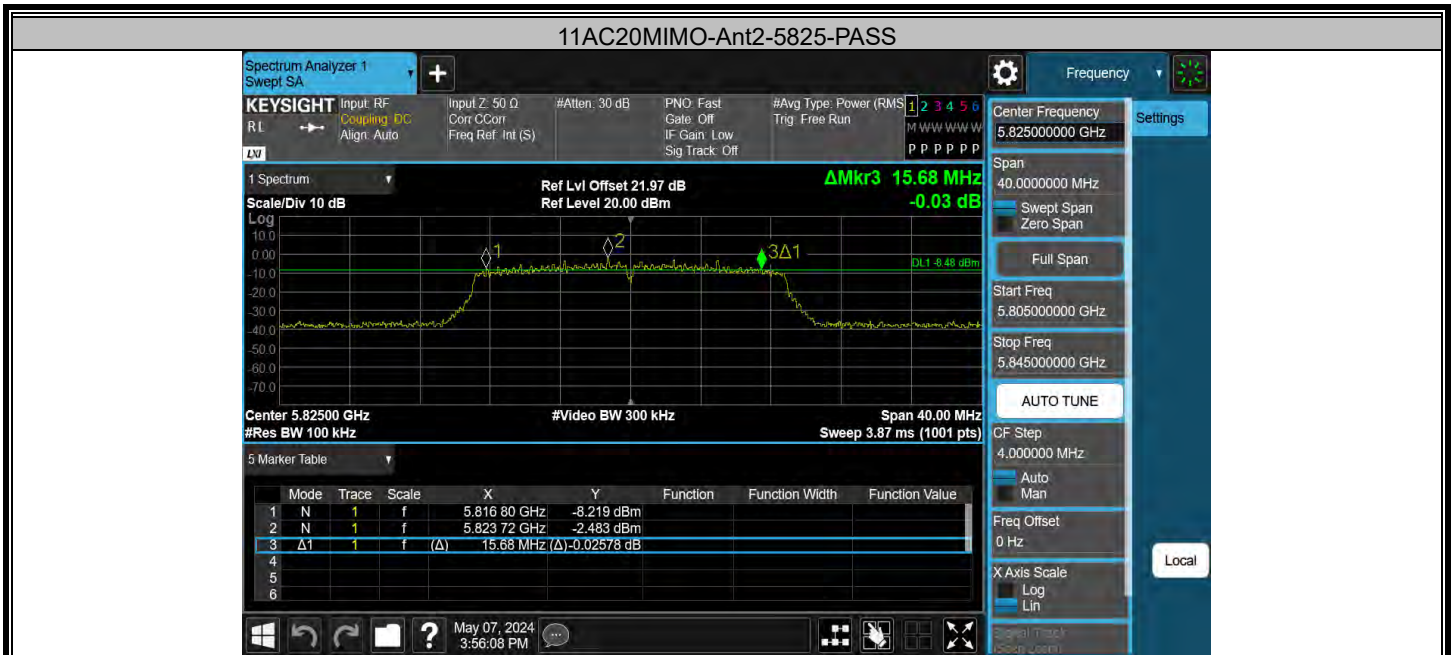 11AC20MIMO-Ant2-5825-PASS
Spectrum Analyzer 1
Swept SA
Frequency
KEYSIGHT Input: RF Input Z: 50 Ω #Atten: 30 dB PNO: Fast #Avg Type: Power (RMS 1 2 3 4 5 6
RL Coupling: DC Corr CCorr Gate: Off Trig: Free Run M W W W W W
Align: Auto Freq Ref: Int (S) IF Gain: Low
LXI Sig Track: Off P P P P P P
1 Spectrum
Scale/Div 10 dB
Ref Lvl Offset 21.97 dB
Ref Level 20.00 dBm
ΔMkr3 15.68 MHz
-0.03 dB
Log
10.0
0.00
-10.0
-20.0
-30.0
-40.0
-50.0
-60.0
-70.0
1
2
3Δ1
DL1 -8.48 dBm
Center 5.82500 GHz #Video BW 300 kHz Span 40.00 MHz
#Res BW 100 kHz Sweep 3.87 ms (1001 pts)
5 Marker Table
Mode Trace Scale X Y Function Function Width Function Value
1 N 1 f 5.816 80 GHz -8.219 dBm
2 N 1 f 5.823 72 GHz -2.483 dBm
3 Δ1 1 f (Δ) 15.68 MHz (Δ) -0.02578 dB
4
5
6
May 07, 2024
3:56:08 PM
Center Frequency
5.825000000 GHz
Settings
Span
40.0000000 MHz
Swept Span
Zero Span
Full Span
Start Freq
5.805000000 GHz
Stop Freq
5.845000000 GHz
AUTO TUNE
CF Step
4.000000 MHz
Auto
Man
Freq Offset
0 Hz
X Axis Scale
Log
Lin
Local